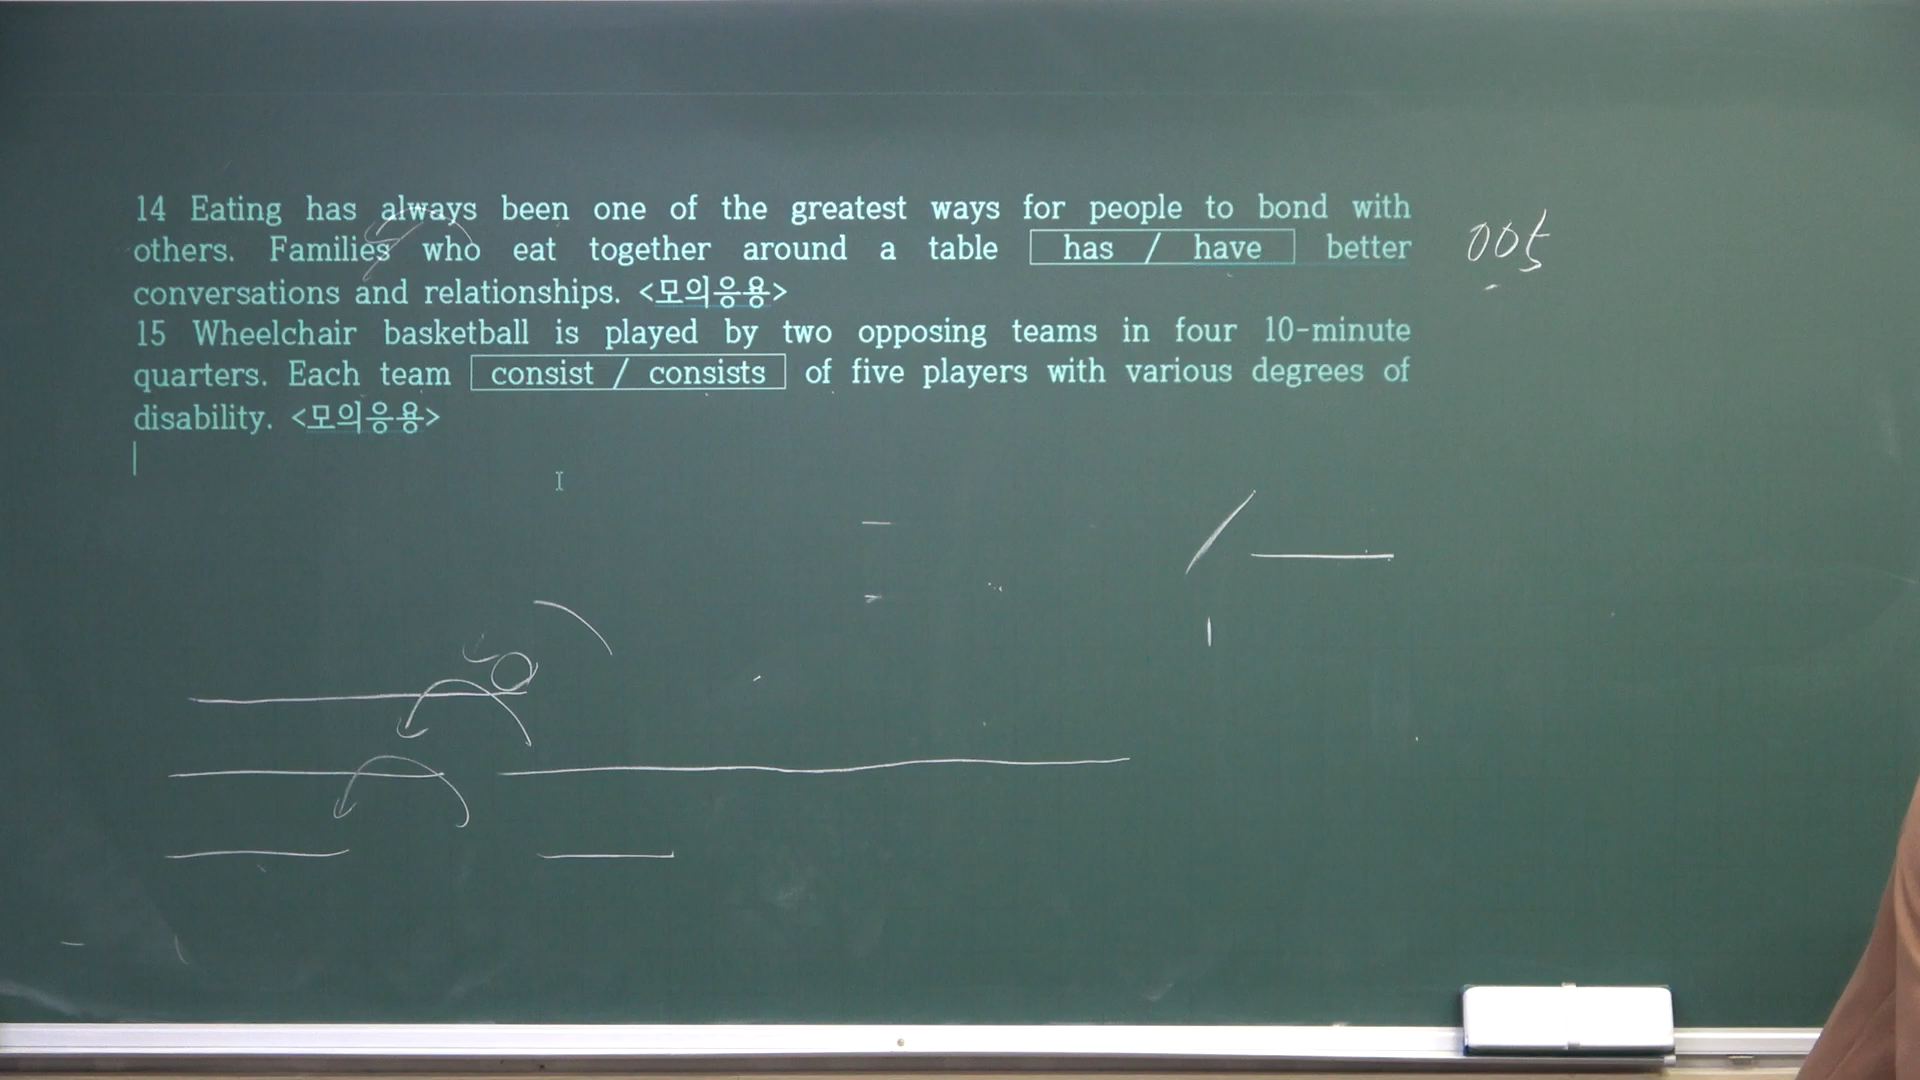 14 Eating has always been one of the greatest ways for people to bond with
others. Families who eat together around a table has / have better
conversations and relationships. <모의응용>
15 Wheelchair basketball is played by two opposing teams in four 10-minute
quarters. Each team consist / consists of five players with various degrees of
disability. <모의응용>
005